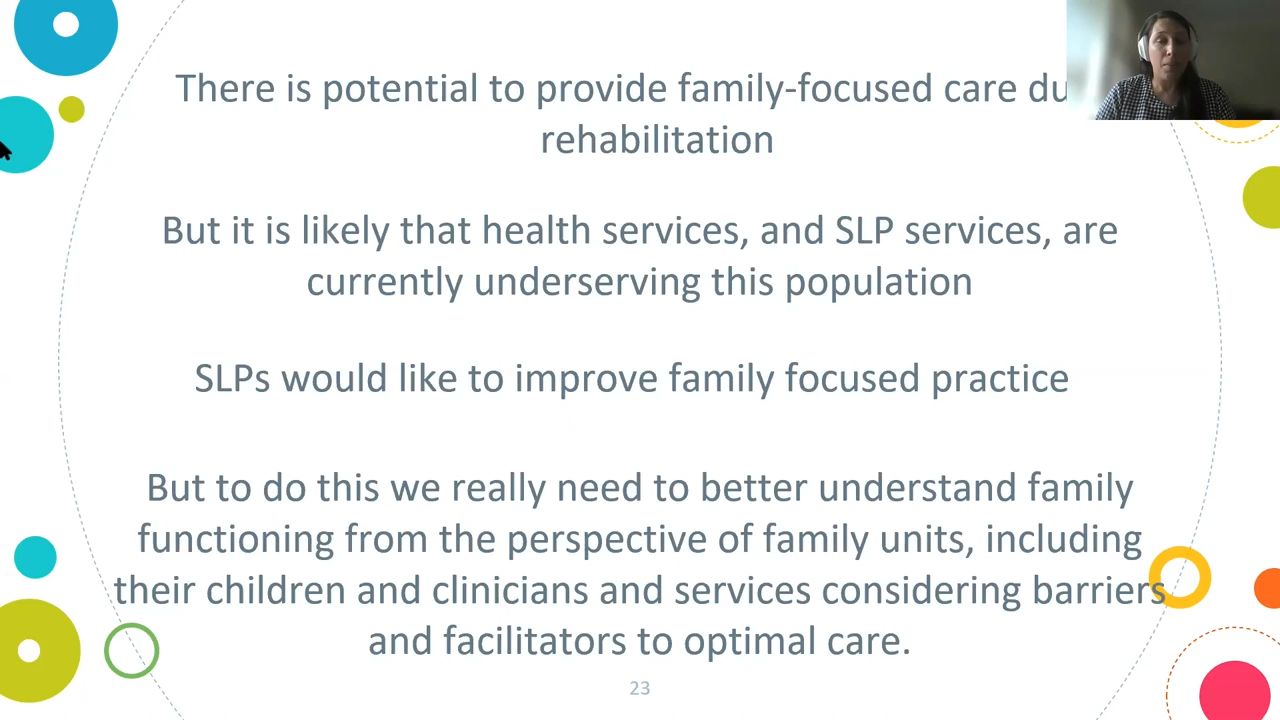 There is potential to provide family-focused care
rehabilitation
But it is likely that health services, and SLP services, are
currently underserving this population
SLPs would like to improve family focused practice
But to do this we really need to better understand family
functioning from the perspective of family units, including
their children and clinicians and services considering barriers
and facilitators to optimal care.
23